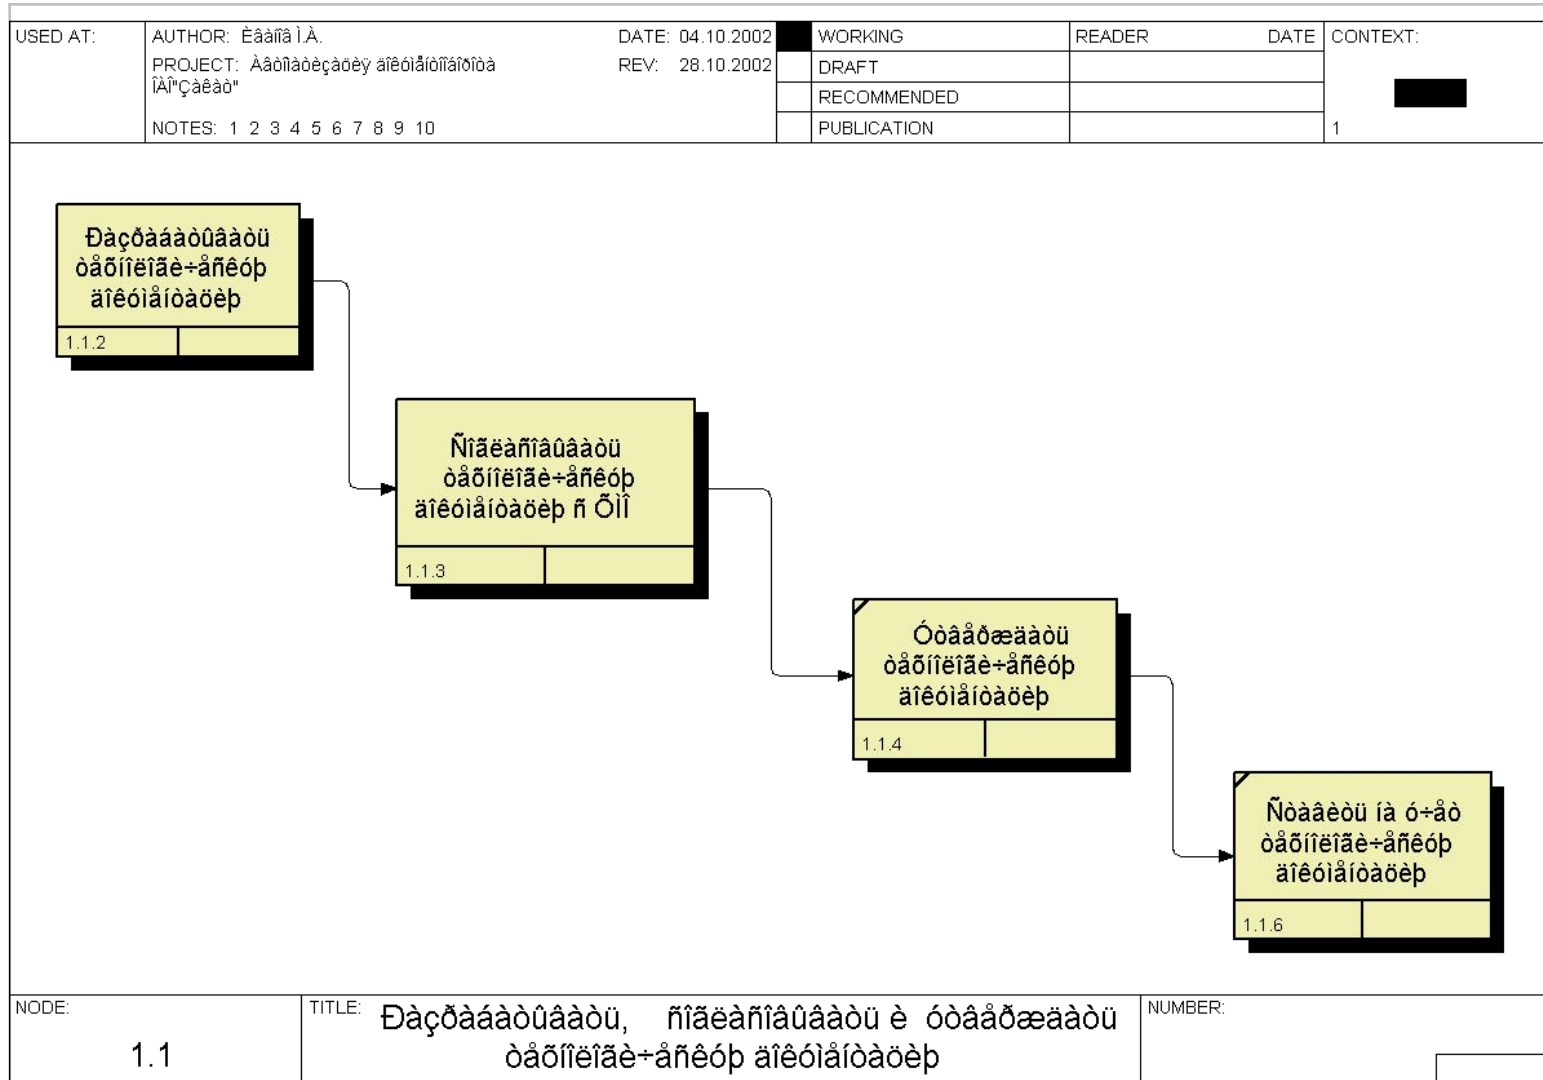 USED AT:
AUTHOR: Èâàíîâ Ì.À.
DATE: 04.10.2002
REV: 28.10.2002
PROJECT: Àâòîìàòèçàöèÿ äîêóìåíòîîáîðîòà
ÎÀÎ"Çàêàò"
NOTES: 1 2 3 4 5 6 7 8 9 10
WORKING
DRAFT
RECOMMENDED
PUBLICATION
READER DATE
CONTEXT:
1
Ðàçðàáàòûâàòü
òåõíîëîãè÷åñêóþ
äîêóìåíòàöèþ
1.1.2
Ñîãëàñîâûâàòü
òåõíîëîãè÷åñêóþ
äîêóìåíòàöèþ ñ ÕÌÎ
1.1.3
Óòâåðæäàòü
òåõíîëîãè÷åñêóþ
äîêóìåíòàöèþ
1.1.4
Ñòàâèòü íà ó÷åò
òåõíîëîãè÷åñêóþ
äîêóìåíòàöèþ
1.1.6
NODE:
1.1
TITLE:
Ðàçðàáàòûâàòü, ñîãëàñîâûâàòü è óòâåðæäàòü
òåõíîëîãè÷åñêóþ äîêóìåíòàöèþ
NUMBER: